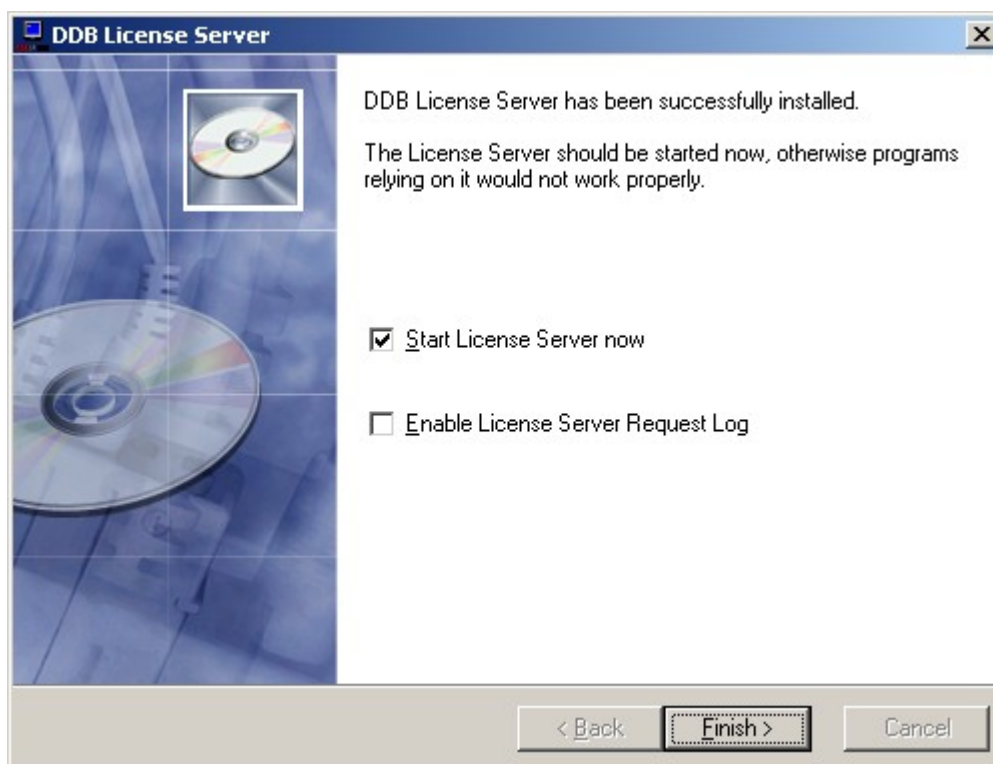 DDB License Server
DDB License Server has been successfully installed.
The License Server should be started now, otherwise programs
relying on it would not work properly.
Start License Server now
Enable License Server Request Log
< Back
Finish >
Cancel